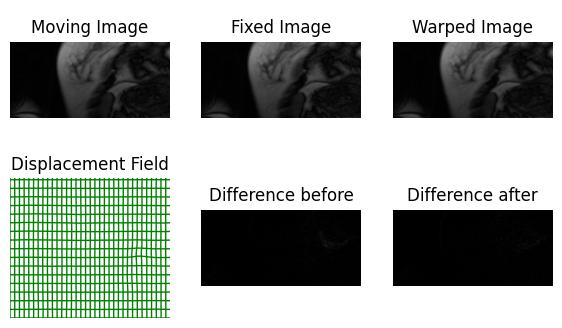 Moving Image
Fixed Image
Warped Image
Displacement Field
Difference before
Difference after